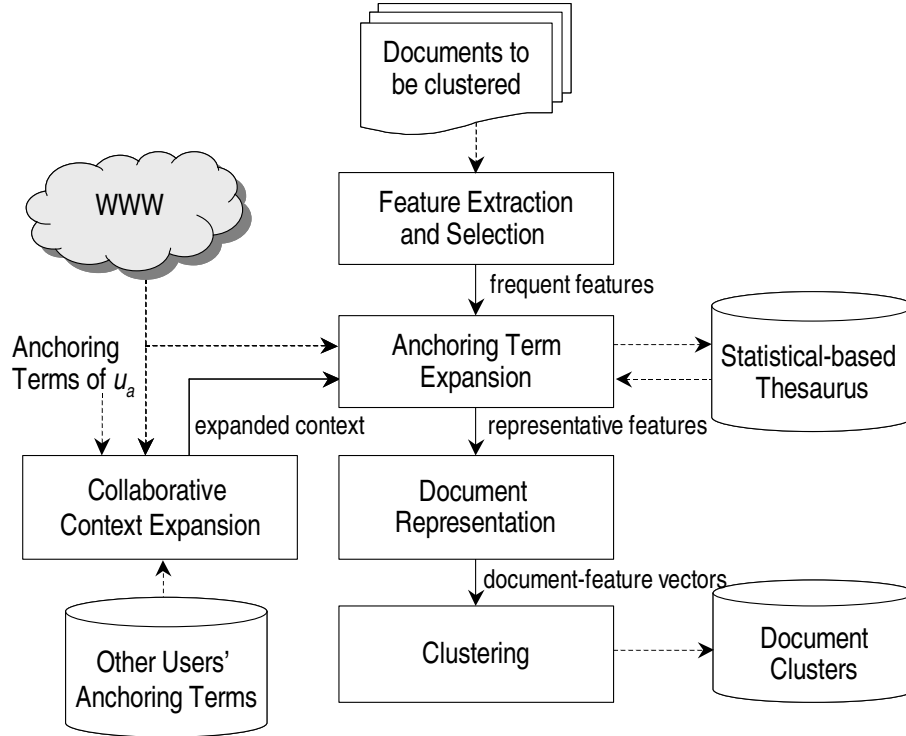 Documents to
be clustered
WWW
Feature Extraction
and Selection
frequent features
Anchoring
Terms of u_a
Anchoring Term
Expansion
Statistical-based
Thesaurus
expanded context
representative features
Collaborative
Context Expansion
Document
Representation
document-feature vectors
Other Users'
Anchoring Terms
Clustering
Document
Clusters